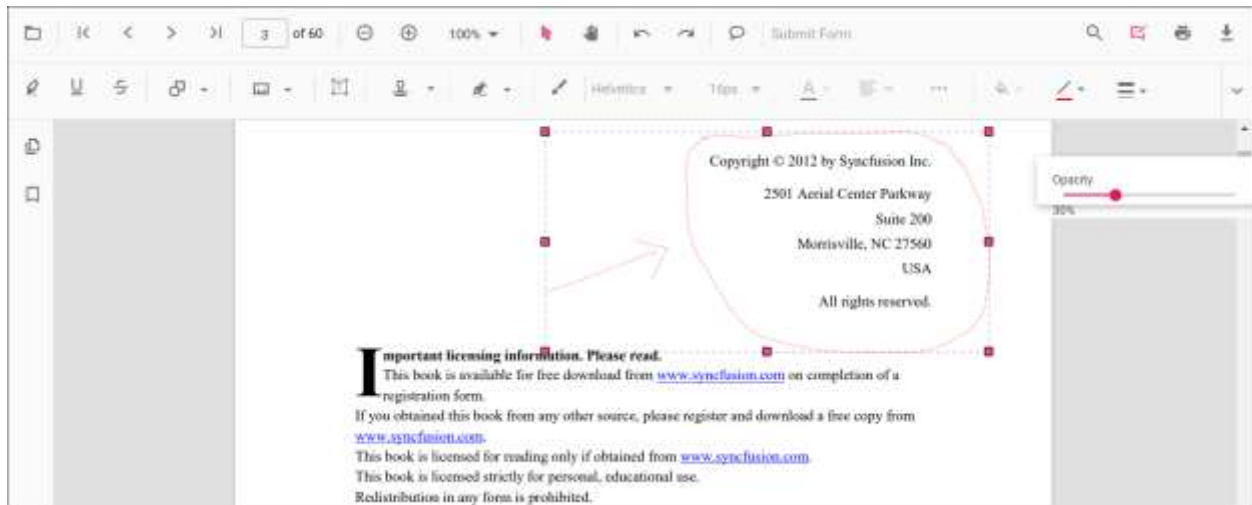 3 of 60 100% Submit Form
Helvetica 16px A
Opacity
30%
Copyright © 2012 by Syncfusion Inc.
2501 Aerial Center Parkway
Suite 200
Morrisville, NC 27560
USA
All rights reserved.
Important licensing information. Please read.
This book is available for free download from www.syncfusion.com on completion of a
registration form.
If you obtained this book from any other source, please register and download a free copy from
www.syncfusion.com.
This book is licensed for reading only if obtained from www.syncfusion.com.
This book is licensed strictly for personal, educational use.
Redistribution in any form is prohibited.